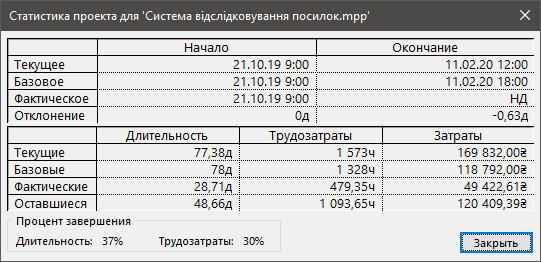 Статистика проекта для 'Система відслідковування посилок.mpp'
Начало Окончание
Текущее 21.10.19 9:00 11.02.20 12:00
Базовое 21.10.19 9:00 11.02.20 18:00
Фактическое 21.10.19 9:00 НД
Отклонение 0д -0,63д
Длительность Трудозатраты Затраты
Текущие 77,38д 1 573ч 169 832,00₴
Базовые 78д 1 328ч 118 792,00₴
Фактические 28,71д 479,35ч 49 422,61₴
Оставшиеся 48,66д 1 093,65ч 120 409,39₴
Процент завершения
Длительность: 37% Трудозатраты: 30%
Закрыть